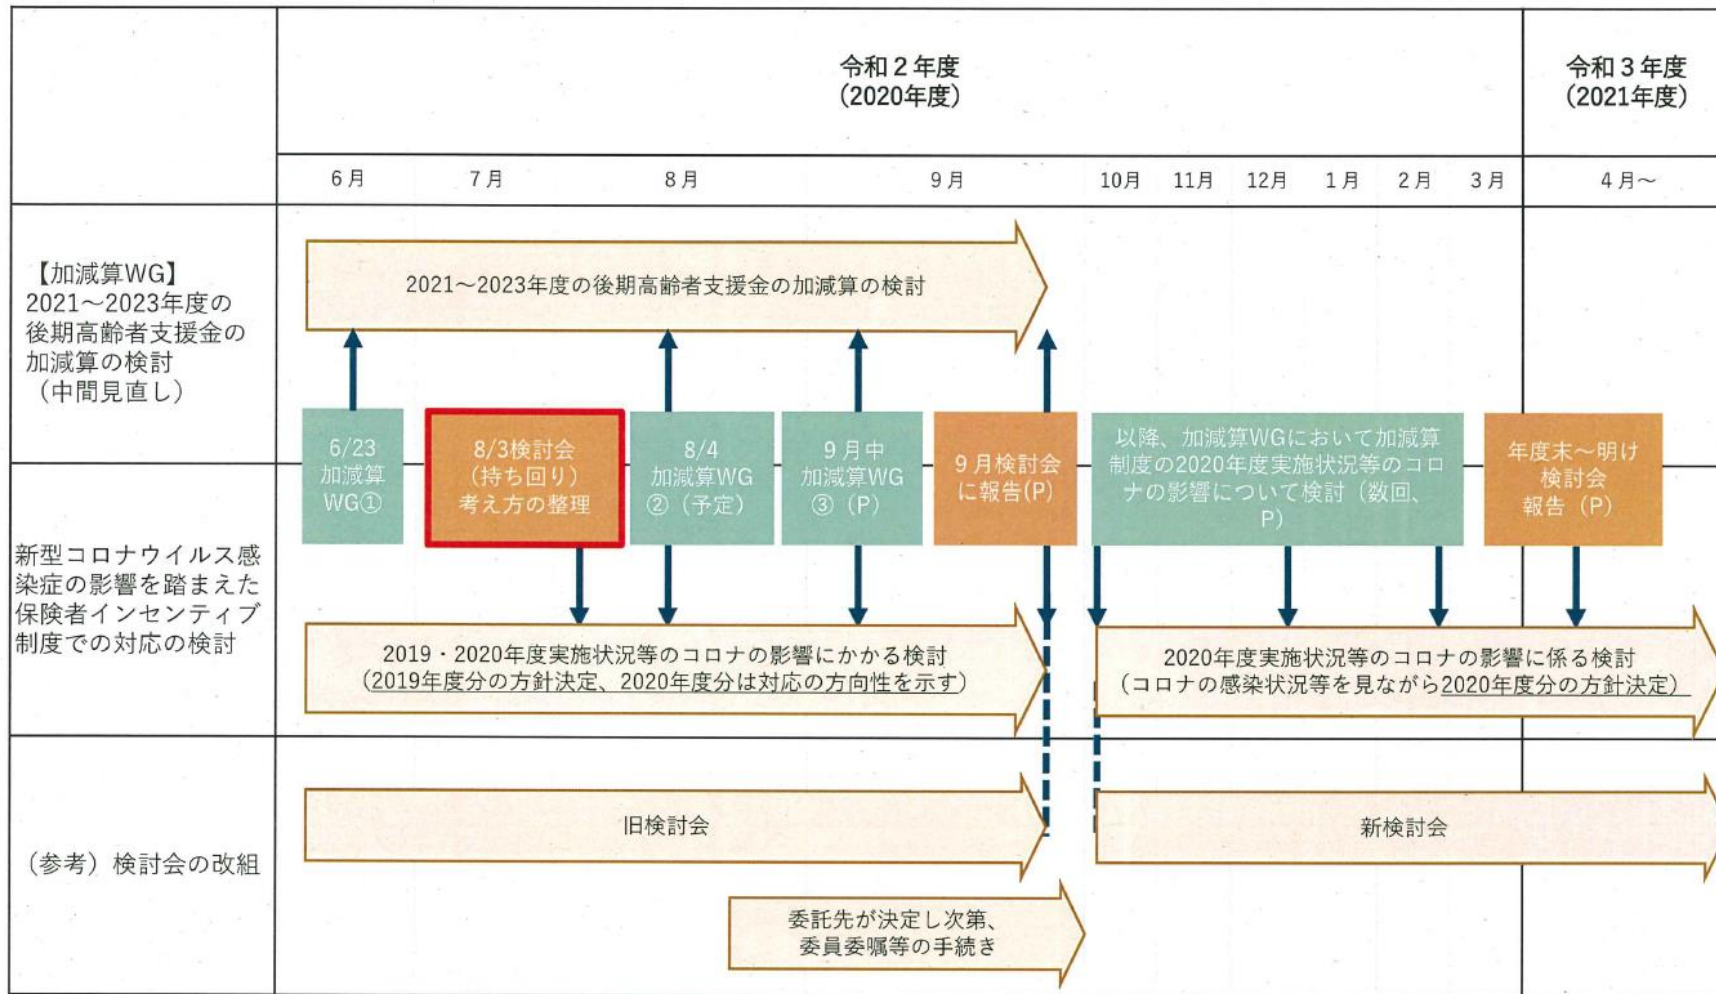 令和２年度
（2020年度）
令和３年度
（2021年度）
６月
７月
８月
９月
10月
11月
12月
１月
２月
３月
４月～
【加減算WG】
2021～2023年度の
後期高齢者支援金の
加減算の検討
（中間見直し）
2021～2023年度の後期高齢者支援金の加減算の検討
6/23
加減算
WG①
8/3検討会
（持ち回り）
考え方の整理
8/4
加減算WG
②（予定）
９月中
加減算WG
③（P）
９月検討会
に報告(P)
以降、加減算WGにおいて加減算
制度の2020年度実施状況等のコロ
ナの影響について検討（数回、
P）
年度末～明け
検討会
報告（P）
新型コロナウイルス感
染症の影響を踏まえた
保険者インセンティブ
制度での対応の検討
2019・2020年度実施状況等のコロナの影響にかかる検討
（2019年度分の方針決定、2020年度分は対応の方向性を示す）
2020年度実施状況等のコロナの影響に係る検討
（コロナの感染状況等を見ながら2020年度分の方針決定）
（参考）検討会の改組
旧検討会
新検討会
委託先が決定し次第、
委員委嘱等の手続き